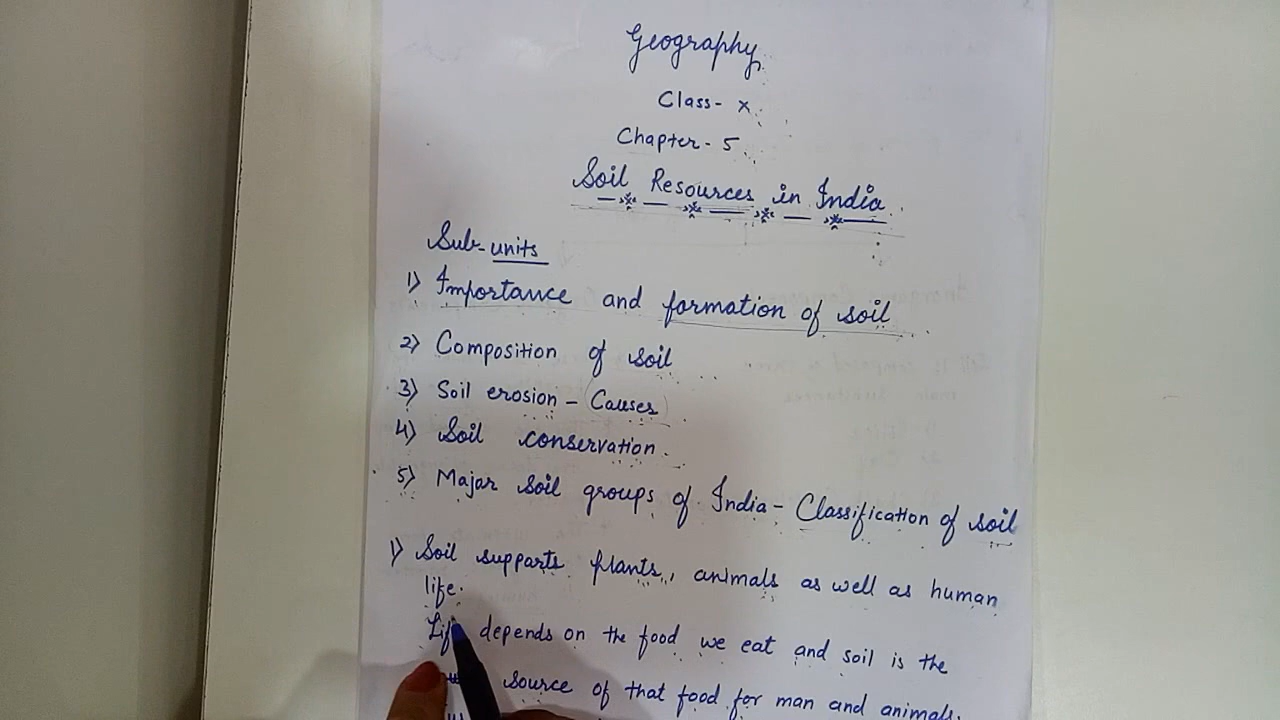 Geography
Class- X
Chapter- 5
Soil Resources in India
Sub-units
1) Importance and formation of soil
2) Composition of soil
3) Soil erosion - Causes
4) Soil conservation.
5) Major soil groups of India - Classification of soil
1) Soil supports plants, animals as well as human
life.
depends on the food we eat and soil is the
source of that food for man and animals.